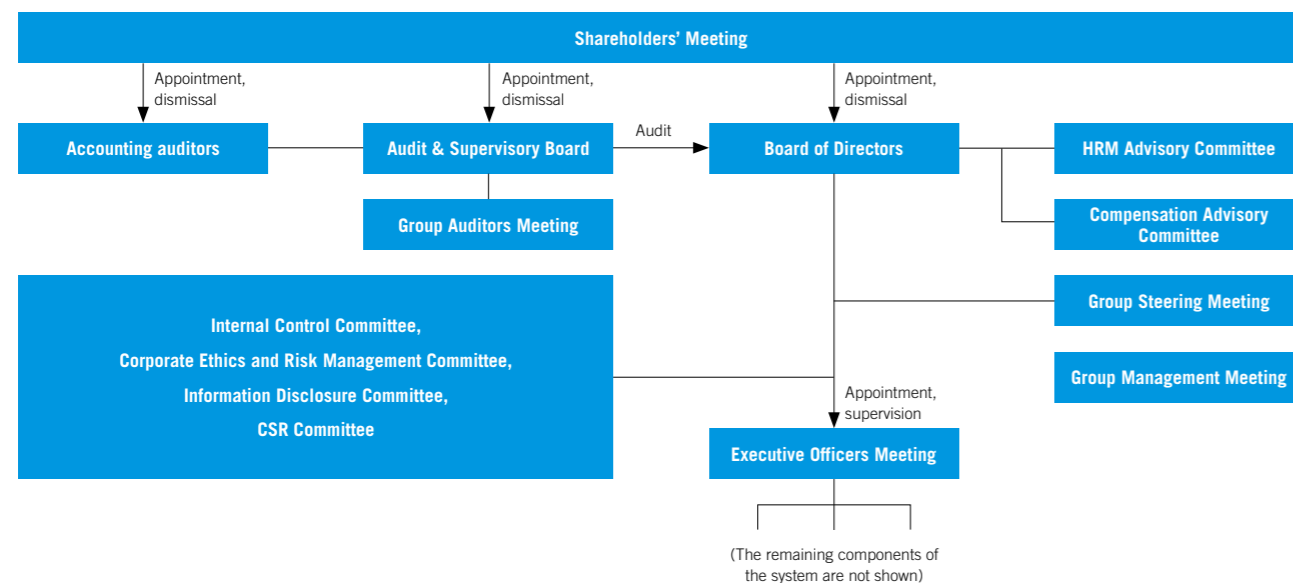 Shareholders’ Meeting
Appointment,
dismissal
Appointment,
dismissal
Appointment,
dismissal
Accounting auditors
Audit & Supervisory Board
Audit
Board of Directors
HRM Advisory Committee
Group Auditors Meeting
Compensation Advisory
Committee
Group Steering Meeting
Internal Control Committee,
Corporate Ethics and Risk Management Committee,
Information Disclosure Committee,
CSR Committee
Group Management Meeting
Appointment,
supervision
Executive Officers Meeting
(The remaining components of
the system are not shown)